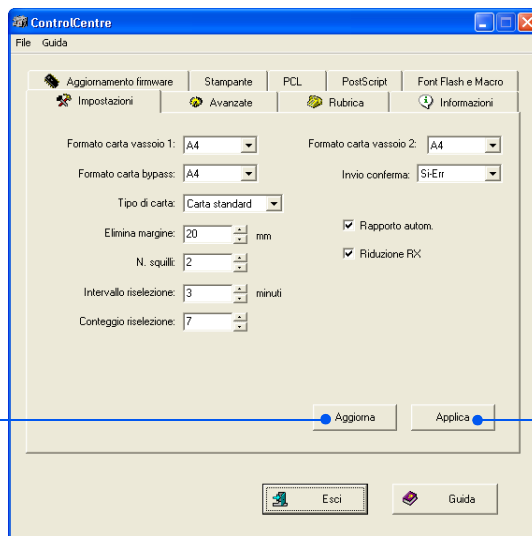 ControlCentre
File Guida
Aggiornamento firmware Stampante PCL PostScript Font Flash e Macro
Impostazioni Avanzate Rubrica Informazioni
Formato carta vassoio 1: A4 Formato carta vassoio 2: A4
Formato carta bypass: A4 Invio conferma: Si-Err
Tipo di carta: Carta standard
Elimina margine: 20 mm Rapporto autom.
N. squilli: 2 Riduzione RX
Intervallo riselezione: 3 minuti
Conteggio riselezione: 7
Aggiorna Applica
Esci Guida